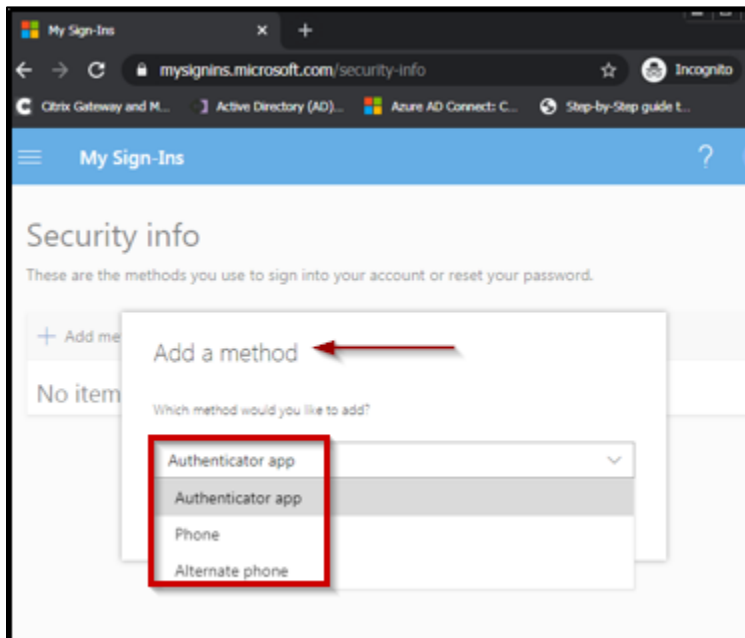 My Sign-Ins
mysignins.microsoft.com/security-info
Incognito
Citrix Gateway and M...
Active Directory (AD)...
Azure AD Connect: C...
Step-by-Step guide t...
My Sign-Ins
?
Security info
These are the methods you use to sign into your account or reset your password.
+ Add me
No item
Add a method
Which method would you like to add?
Authenticator app
Authenticator app
Phone
Alternate phone